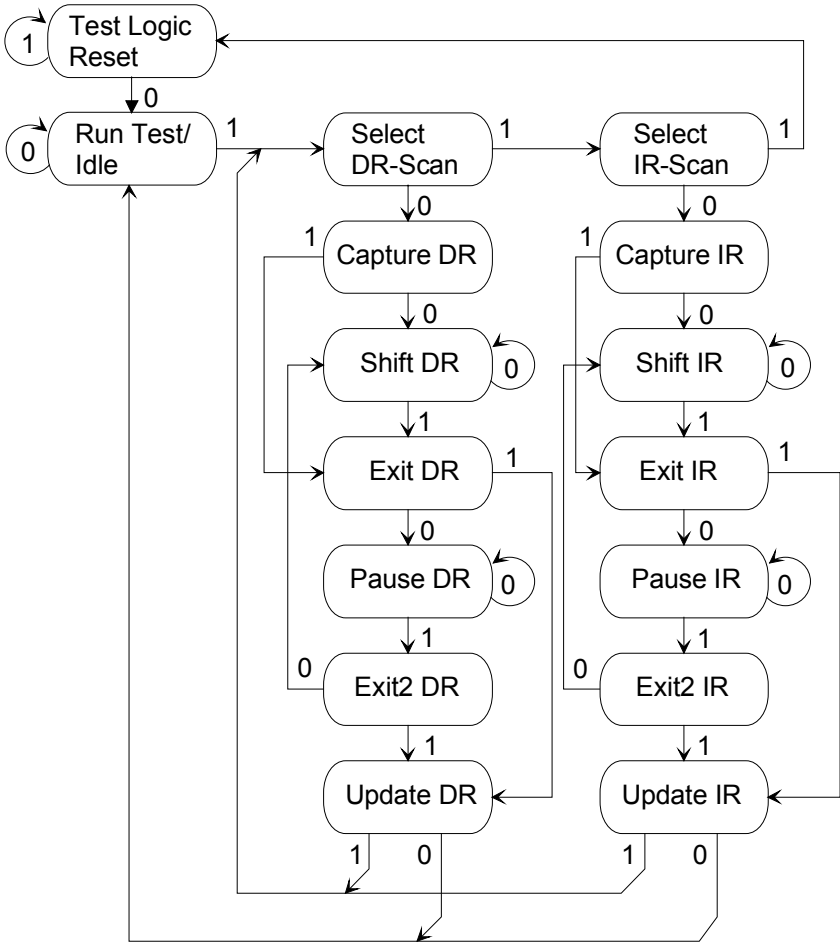 Test Logic
Reset
1
0
Run Test/
Idle
0
1
Select
DR-Scan
1
Select
IR-Scan
1
0
0
1
Capture DR
1
Capture IR
0
0
Shift DR
0
Shift IR
0
1
1
Exit DR
1
Exit IR
1
0
0
Pause DR
0
Pause IR
0
1
1
0
Exit2 DR
0
Exit2 IR
1
1
Update DR
Update IR
1
0
1
0